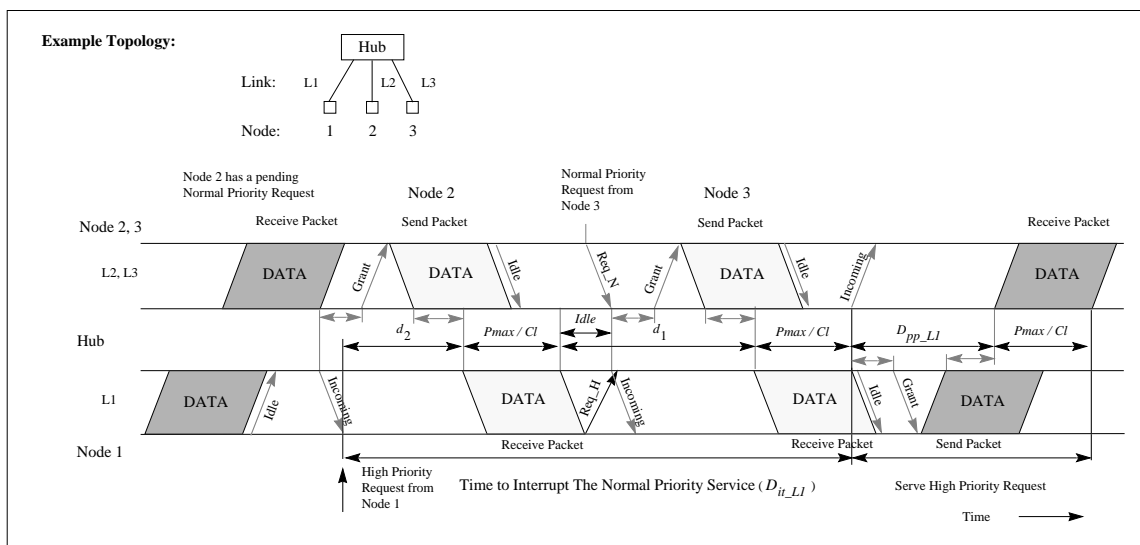 Example Topology:
Hub
Link: L1 L2 L3
Node: 1 2 3
Node 2 has a pending
Normal Priority Request
Node 2
Normal Priority
Request from
Node 3
Node 3
Node 2, 3
Receive Packet
Send Packet
Send Packet
Receive Packet
L2, L3
DATA
Grant
DATA
Idle
Req_N
Grant
DATA
Idle
Incoming
DATA
Hub
d2
Pmax / Cl
Idle
d1
Pmax / Cl
Dpp_L1
Pmax / Cl
L1
DATA
Idle
Incoming
DATA
Req_H
Incoming
DATA
Idle
Grant
DATA
Node 1
Receive Packet
Receive Packet
Send Packet
High Priority
Request from
Node 1
Time to Interrupt The Normal Priority Service ( Dit_L1 )
Serve High Priority Request
Time